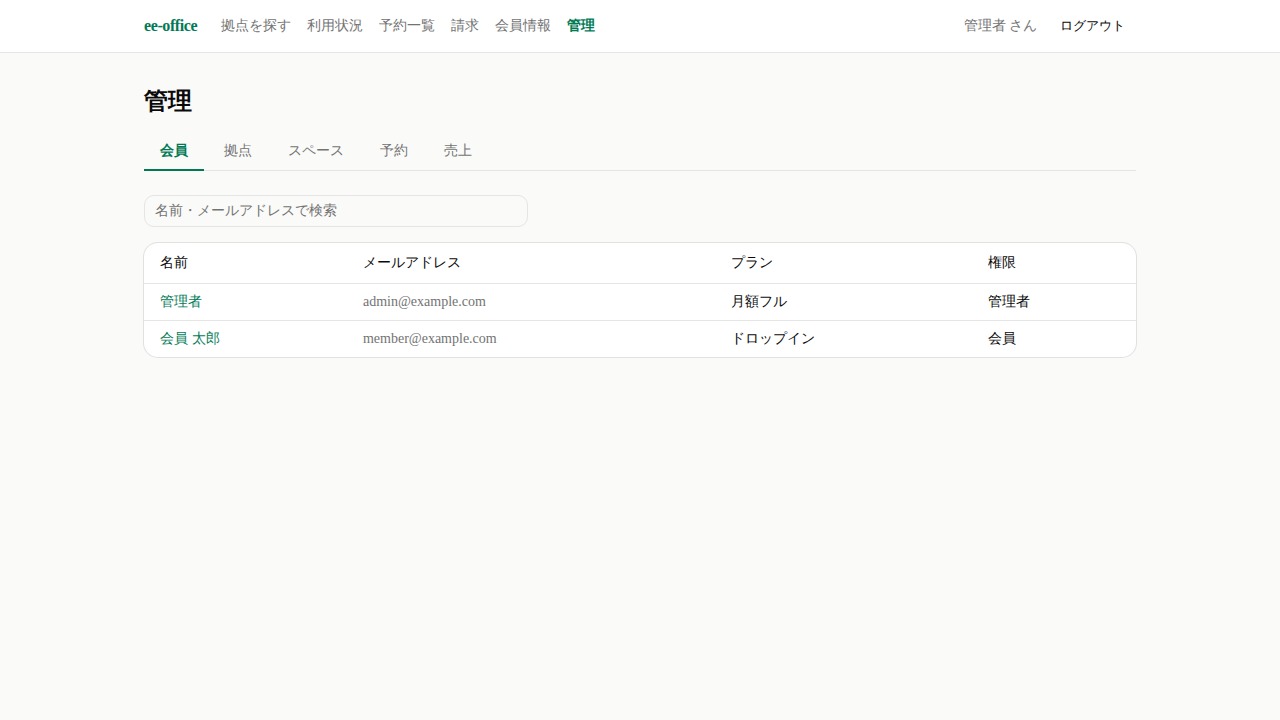 ee-office 拠点を探す 利用状況 予約一覧 請求 会員情報 管理 管理者 さん ログアウト
管理
会員 拠点 スペース 予約 売上
名前・メールアドレスで検索
名前 メールアドレス プラン 権限
管理者 admin@example.com 月額フル 管理者
会員 太郎 member@example.com ドロップイン 会員